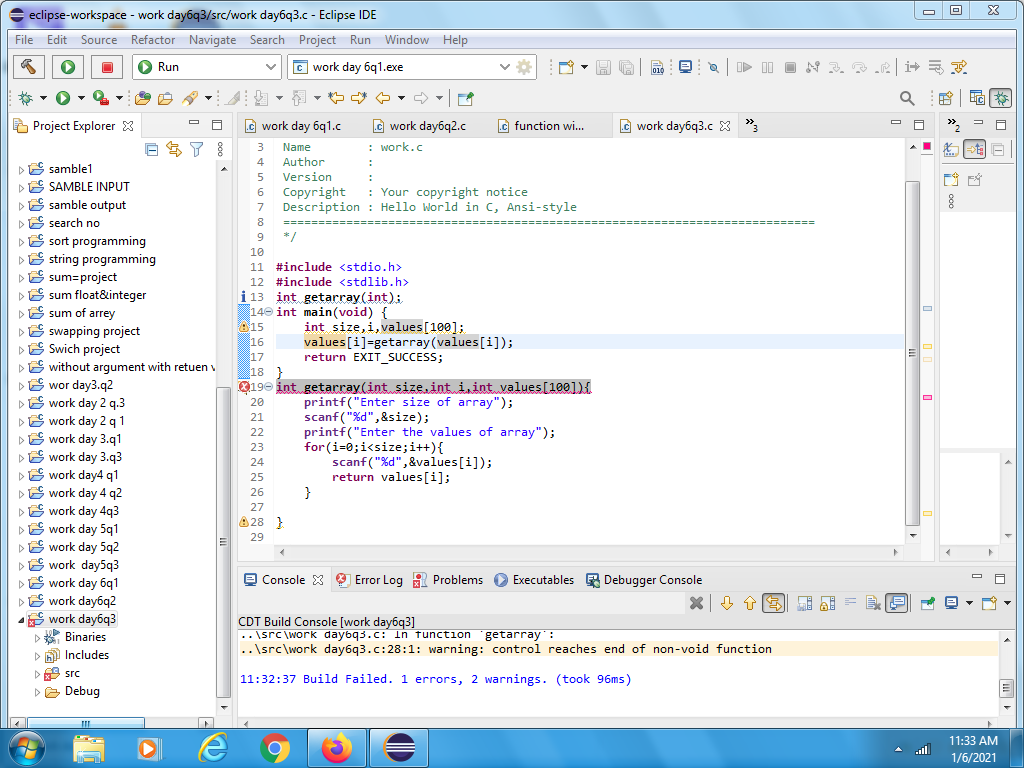 eclipse-workspace - work day6q3/src/work day6q3.c - Eclipse IDE
File Edit Source Refactor Navigate Search Project Run Window Help
Run
work day 6q1.exe
Project Explorer
samble1
SAMBLE INPUT
samble output
search no
sort programming
string programming
sum=project
sum float&integer
sum of arrey
swapping project
Swich project
without argument with retuen v
wor day3.q2
work day 2 q.3
work day 2 q 1
work day 3.q1
work day 3.q3
work day4 q1
work day 4 q2
work day 4q3
work day 5q1
work day 5q2
work day5q3
work day 6q1
work day6q2
work day6q3
Binaries
Includes
src
Debug
work day 6q1.c work day6q2.c function wi... work day6q3.c »3
»2
3 Name : work.c
4 Author :
5 Version :
6 Copyright : Your copyright notice
7 Description : Hello World in C, Ansi-style
8 ============================================================================
9 */
10
11 #include <stdio.h>
12 #include <stdlib.h>
13 int getarray(int);
14 int main(void) {
15 int size,i,values[100];
16 values[i]=getarray(values[i]);
17 return EXIT_SUCCESS;
18 }
19 int getarray(int size,int i,int values[100]){
20 printf("Enter size of array");
21 scanf("%d",&size);
22 printf("Enter the values of array");
23 for(i=0;i<size;i++){
24 scanf("%d",&values[i]);
25 return values[i];
26 }
27
28 }
29
Console Error Log Problems Executables Debugger Console
CDT Build Console [work day6q3]
..\src\work day6q3.c: In function 'getarray':
..\src\work day6q3.c:28:1: warning: control reaches end of non-void function
11:32:37 Build Failed. 1 errors, 2 warnings. (took 96ms)
11:33 AM
1/6/2021